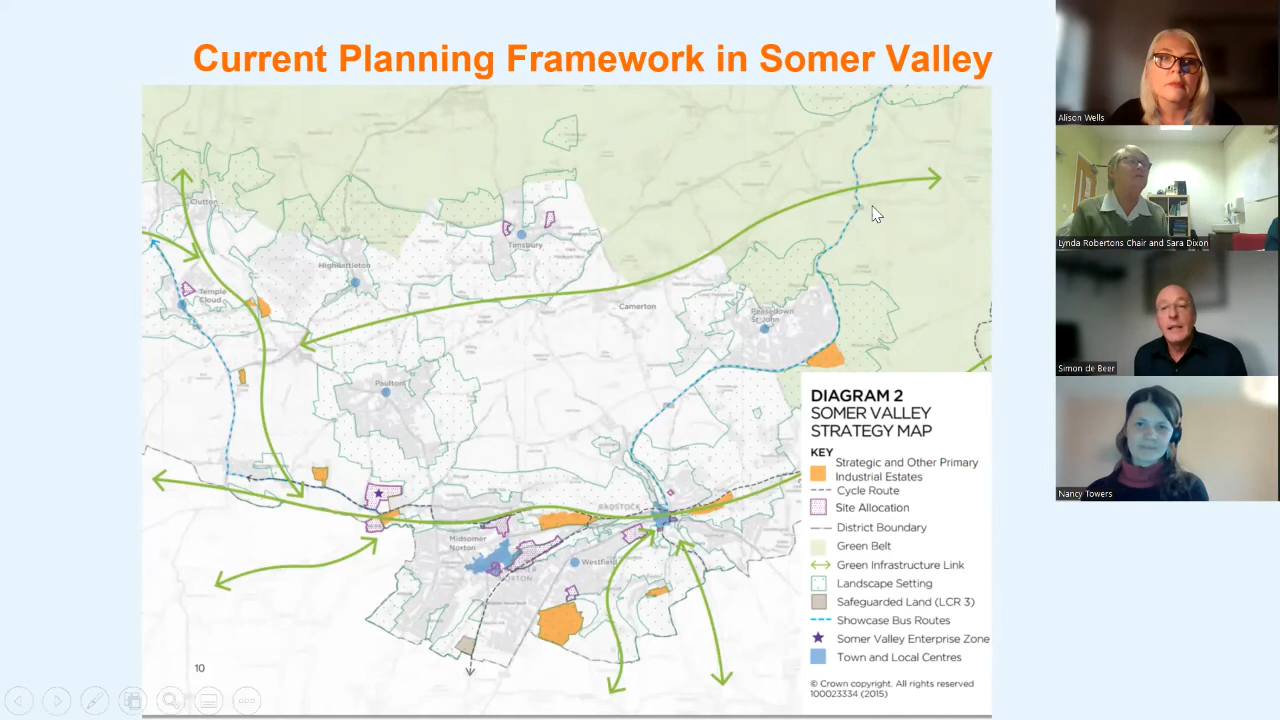 Current Planning Framework in Somer Valley
Clutton
Timsbury
HighLittleton
Temple
Cloud
Camerton
Peasedown
St John
Paulton
RADSTOCK
Midsomer
Norton
Westfield
NORTON
DIAGRAM 2
SOMER VALLEY
STRATEGY MAP
KEY
Strategic and Other Primary
Industrial Estates
Cycle Route
Site Allocation
District Boundary
Green Belt
Green Infrastructure Link
Landscape Setting
Safeguarded Land (LCR 3)
Showcase Bus Routes
Somer Valley Enterprise Zone
Town and Local Centres
© Crown copyright. All rights reserved
100023334 (2015)
10
Alison Wells
Lynda Robertons Chair and Sara Dixon
Simon de Beer
Nancy Towers